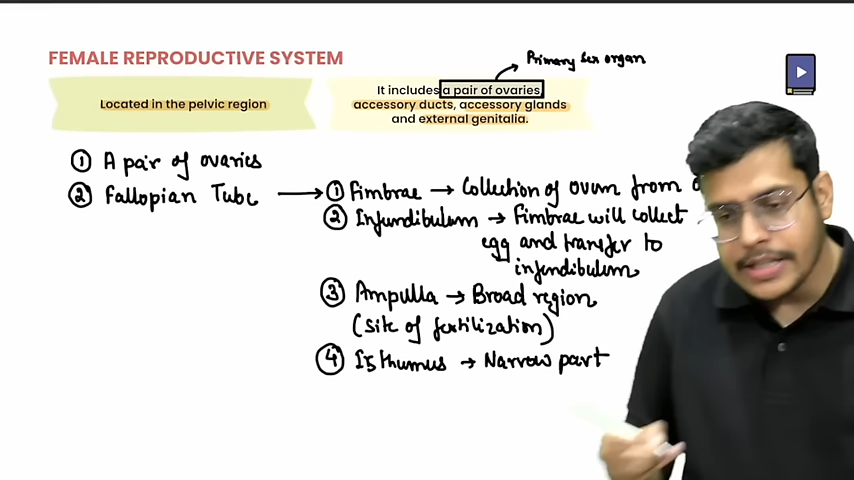 FEMALE REPRODUCTIVE SYSTEM
Primary Sex organ
Located in the pelvic region
It includes a pair of ovaries,
accessory ducts, accessory glands
and external genitalia.
① A pair of ovaries
② Fallopian Tube → ① Fimbrae → Collection of ovum from
② Infundibulum → Fimbrae will collect
egg and transfer to
infendibulum
③ Ampulla → Broad region
(Site of fertilization)
④ Isthumus → Narrow part